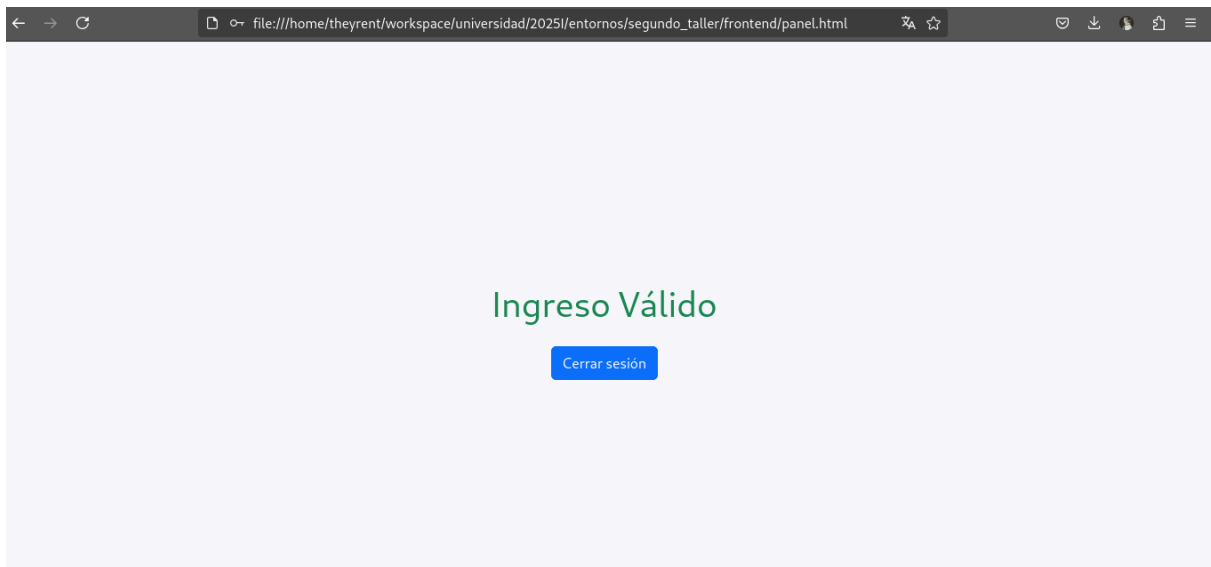 file:///home/theyrent/workspace/universidad/2025I/entornos/segundo_taller/frontend/panel.html
Ingreso Válido
Cerrar sesión